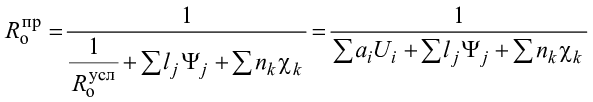 R_о^пр = 1 / (1 / R_о^усл + ∑l_jΨ_j + ∑n_kχ_k) = 1 / (∑a_iU_i + ∑l_jΨ_j + ∑n_kχ_k)